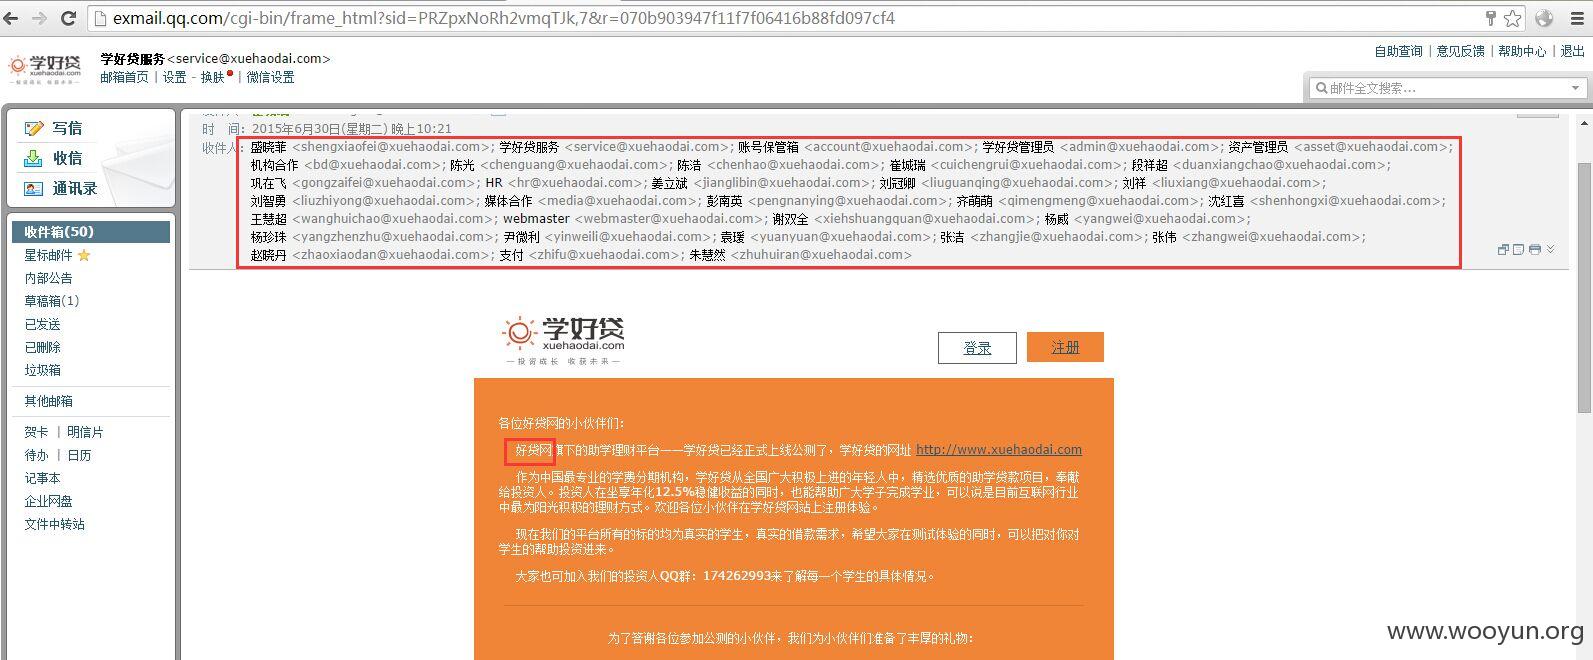 exmail.qq.com/cgi-bin/frame_html?sid=PRZpxNoRh2vmqTJk,7&r=070b903947f11f7f06416b88fd097cf4
学好贷
xuehaodai.com
学好贷服务<service@xuehaodai.com>
邮箱首页 | 设置 - 换肤 | 微信设置
自助查询 | 意见反馈 | 帮助中心 | 退出
邮件全文搜索...
写信
收信
通讯录
收件箱(50)
星标邮件
内部公告
草稿箱(1)
已发送
已删除
垃圾箱
其他邮箱
贺卡 | 明信片
待办 | 日历
记事本
企业网盘
文件中转站
时 间: 2015年6月30日(星期二) 晚上10:21
收件人: 盛晓菲 <shengxiaofei@xuehaodai.com>; 学好贷服务 <service@xuehaodai.com>; 账号保管箱 <account@xuehaodai.com>; 学好贷管理员 <admin@xuehaodai.com>; 资产管理员 <asset@xuehaodai.com>;
机构合作 <bd@xuehaodai.com>; 陈光 <chenguang@xuehaodai.com>; 陈浩 <chenhao@xuehaodai.com>; 崔城瑞 <cuichengrui@xuehaodai.com>; 段祥超 <duanxiangchao@xuehaodai.com>;
巩在飞 <gongzaifei@xuehaodai.com>; HR <hr@xuehaodai.com>; 姜立斌 <jianglibin@xuehaodai.com>; 刘冠卿 <liuguanqing@xuehaodai.com>; 刘祥 <liuxiang@xuehaodai.com>;
刘智勇 <liuzhiyong@xuehaodai.com>; 媒体合作 <media@xuehaodai.com>; 彭南英 <pengnanying@xuehaodai.com>; 齐萌萌 <qimengmeng@xuehaodai.com>; 沈红喜 <shenhongxi@xuehaodai.com>;
王慧超 <wanghuichao@xuehaodai.com>; webmaster <webmaster@xuehaodai.com>; 谢双全 <xiehshuangquan@xuehaodai.com>; 杨威 <yangwei@xuehaodai.com>;
杨珍珠 <yangzhenzhu@xuehaodai.com>; 尹微利 <yinweili@xuehaodai.com>; 袁瑗 <yuanyuan@xuehaodai.com>; 张洁 <zhangjie@xuehaodai.com>; 张伟 <zhangwei@xuehaodai.com>;
赵晓丹 <zhaoxiaodan@xuehaodai.com>; 支付 <zhifu@xuehaodai.com>; 朱慧然 <zhuhuiran@xuehaodai.com>
学好贷
xuehaodai.com
—投资成长 收获未来—
登录
注册
各位好贷网的小伙伴们：
好贷网旗下的助学理财平台——学好贷已经正式上线公测了，学好贷的网址 http://www.xuehaodai.com
作为中国最专业的学费分期机构，学好贷从全国广大积极上进的年轻人中，精选优质的助学贷款项目，奉献
给投资人。投资人在坐享年化12.5%稳健收益的同时，也能帮助广大学子完成学业，可以说是目前互联网行业
中最为阳光积极的理财方式。欢迎各位小伙伴在学好贷网站上注册体验。
现在我们的平台所有的标的均为真实的学生，真实的借款需求，希望大家在测试体验的同时，可以把对你对
学生的帮助投资进来。
大家也可加入我们的投资人QQ群：174262993来了解每一个学生的具体情况。
为了答谢各位参加公测的小伙伴，我们为小伙伴们准备了丰厚的礼物：
www.wooyun.org